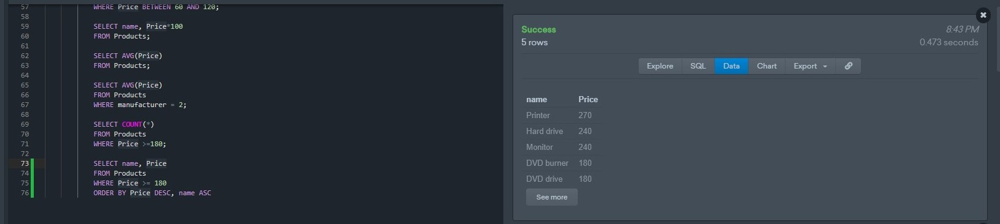 57 WHERE Price BETWEEN 60 AND 120;
58
59 SELECT name, Price*100
60 FROM Products;
61
62 SELECT AVG(Price)
63 FROM Products;
64
65 SELECT AVG(Price)
66 FROM Products
67 WHERE manufacturer = 2;
68
69 SELECT COUNT(*)
70 FROM Products
71 WHERE Price >=180;
72
73 SELECT name, Price
74 FROM Products
75 WHERE Price >= 180
76 ORDER BY Price DESC, name ASC
Success 8:43 PM
5 rows 0.473 seconds
Explore SQL Data Chart Export
name Price
Printer 270
Hard drive 240
Monitor 240
DVD burner 180
DVD drive 180
See more